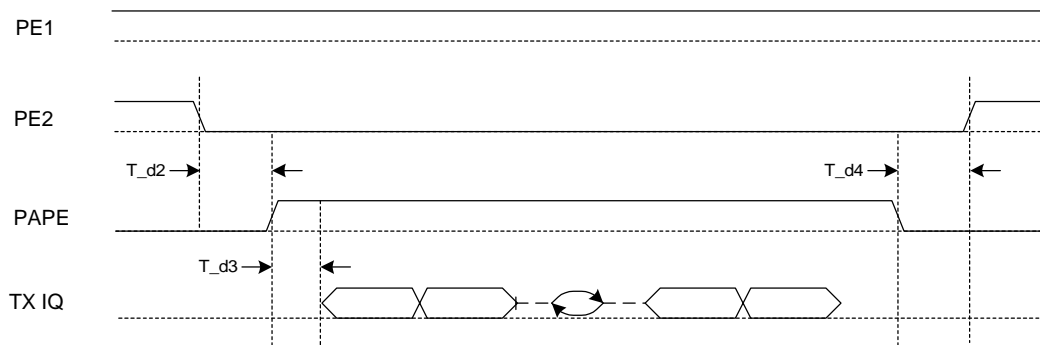 PE1
PE2
T_d2
T_d4
PAPE
T_d3
TX IQ